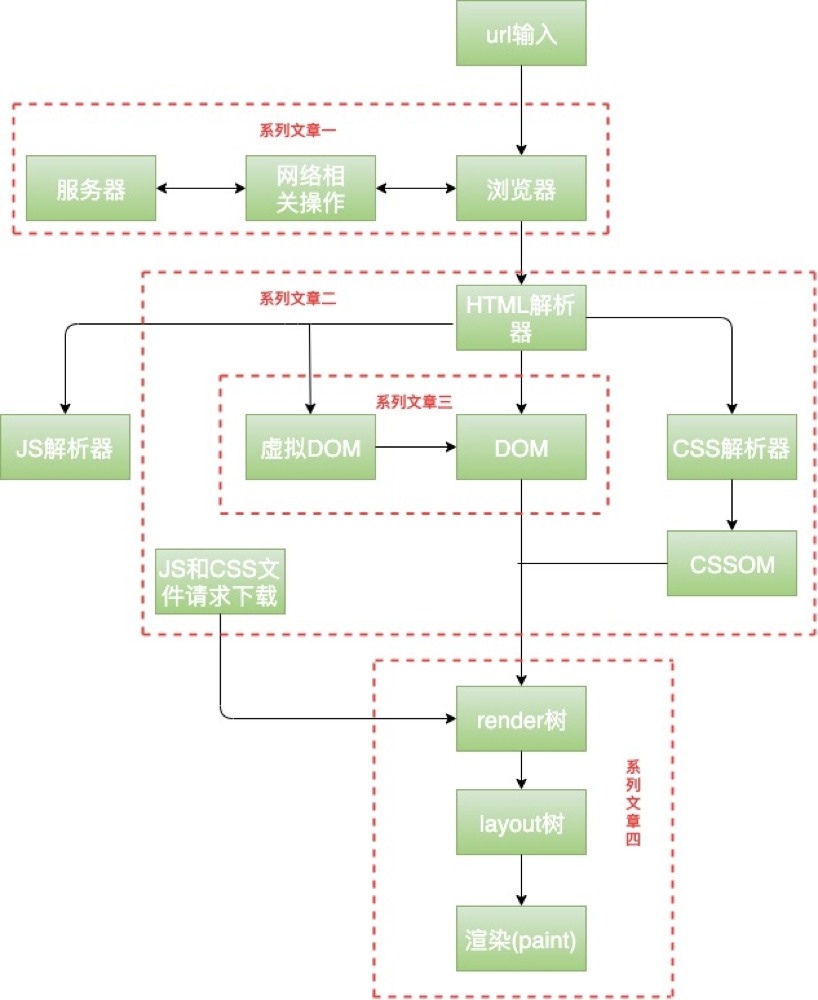 url输入
系列文章一
服务器
网络相
关操作
浏览器
系列文章二
HTML解析
器
系列文章三
JS解析器
虚拟DOM
DOM
CSS解析器
JS和CSS文
件请求下载
CSSOM
render树
系列文章四
layout树
渲染(paint)